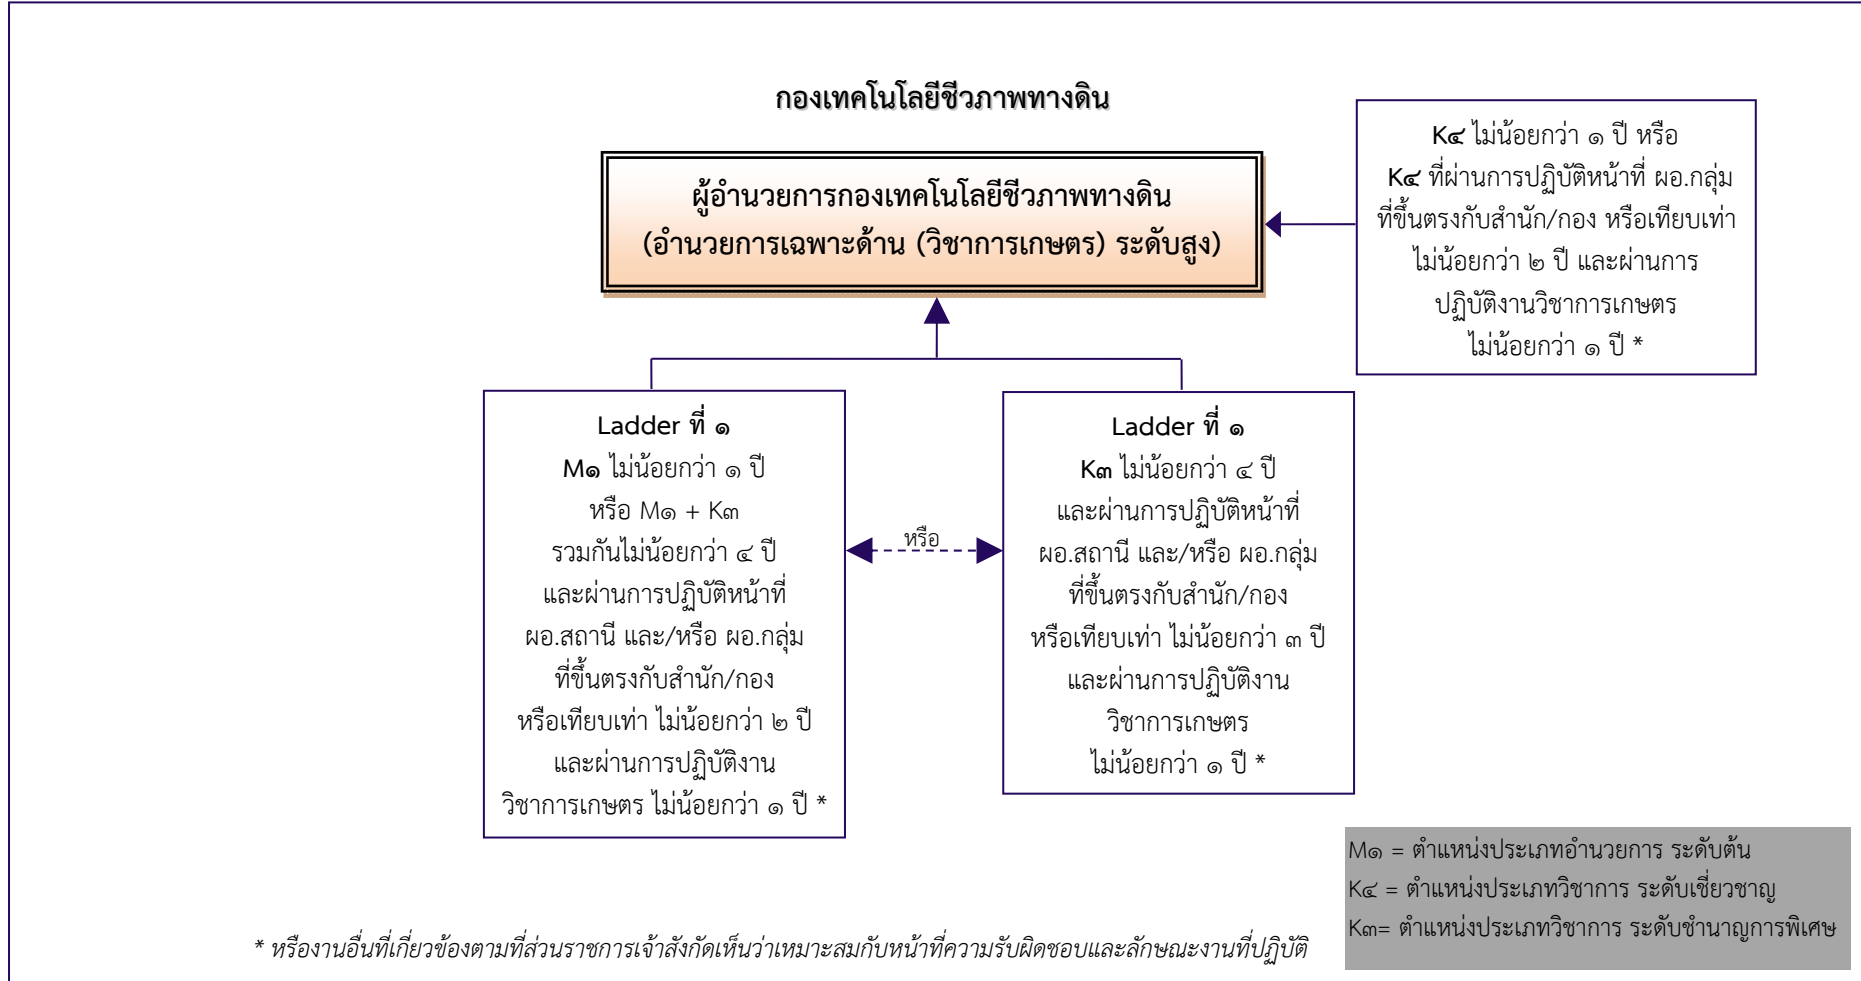 กองเทคโนโลยีชีวภาพทางดิน
ผู้อำนวยการกองเทคโนโลยีชีวภาพทางดิน
(อำนวยการเฉพาะด้าน (วิชาการเกษตร) ระดับสูง)
K๔ ไม่น้อยกว่า ๑ ปี หรือ
K๔ ที่ผ่านการปฏิบัติหน้าที่ ผอ.กลุ่ม
ที่ขึ้นตรงกับสำนัก/กอง หรือเทียบเท่า
ไม่น้อยกว่า ๒ ปี และผ่านการ
ปฏิบัติงานวิชาการเกษตร
ไม่น้อยกว่า ๑ ปี *
Ladder ที่ ๑
M๑ ไม่น้อยกว่า ๑ ปี
หรือ M๑ + K๓
รวมกันไม่น้อยกว่า ๔ ปี
และผ่านการปฏิบัติหน้าที่
ผอ.สถานี และ/หรือ ผอ.กลุ่ม
ที่ขึ้นตรงกับสำนัก/กอง
หรือเทียบเท่า ไม่น้อยกว่า ๒ ปี
และผ่านการปฏิบัติงาน
วิชาการเกษตร ไม่น้อยกว่า ๑ ปี *
หรือ
Ladder ที่ ๑
K๓ ไม่น้อยกว่า ๔ ปี
และผ่านการปฏิบัติหน้าที่
ผอ.สถานี และ/หรือ ผอ.กลุ่ม
ที่ขึ้นตรงกับสำนัก/กอง
หรือเทียบเท่า ไม่น้อยกว่า ๓ ปี
และผ่านการปฏิบัติงาน
วิชาการเกษตร
ไม่น้อยกว่า ๑ ปี *
M๑ = ตำแหน่งประเภทอำนวยการ ระดับต้น
K๔ = ตำแหน่งประเภทวิชาการ ระดับเชี่ยวชาญ
K๓= ตำแหน่งประเภทวิชาการ ระดับชำนาญการพิเศษ
* หรืองานอื่นที่เกี่ยวข้องตามที่ส่วนราชการเจ้าสังกัดเห็นว่าเหมาะสมกับหน้าที่ความรับผิดชอบและลักษณะงานที่ปฏิบัติ